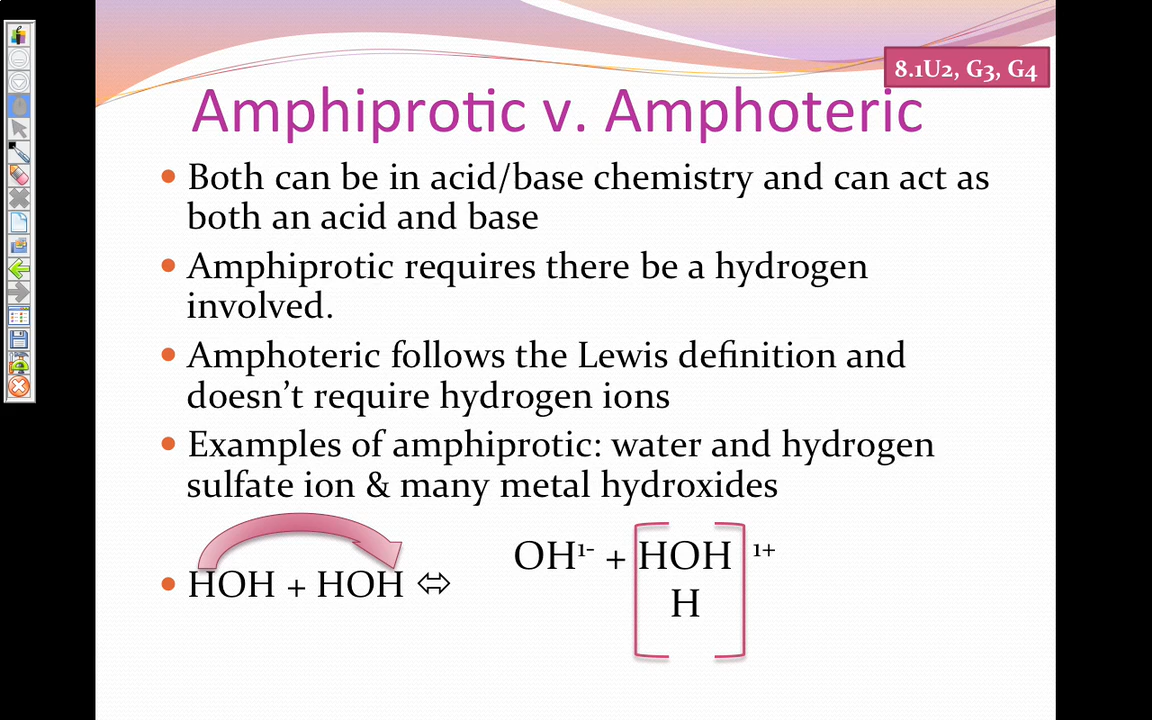 8.1U2, G3, G4
Amphiprotic v. Amphoteric
• Both can be in acid/base chemistry and can act as
both an acid and base
• Amphiprotic requires there be a hydrogen
involved.
• Amphoteric follows the Lewis definition and
doesn’t require hydrogen ions
• Examples of amphiprotic: water and hydrogen
sulfate ion & many metal hydroxides
• HOH + HOH ⇔
OH¹⁻ + HOH ¹⁺
H